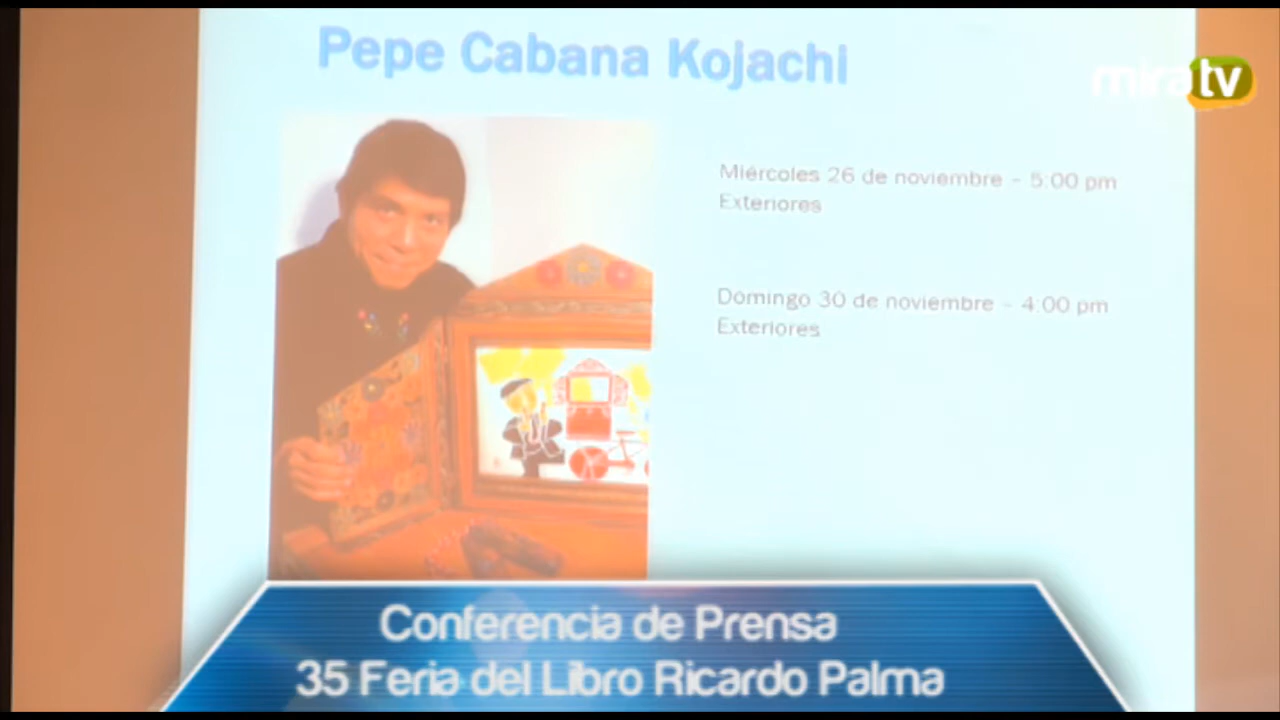 Pepe Cabana Kojachi
mira tv
Miércoles 26 de noviembre - 5:00 pm
Exteriores
Domingo 30 de noviembre - 4:00 pm
Exteriores
Conferencia de Prensa
35 Feria del Libro Ricardo Palma